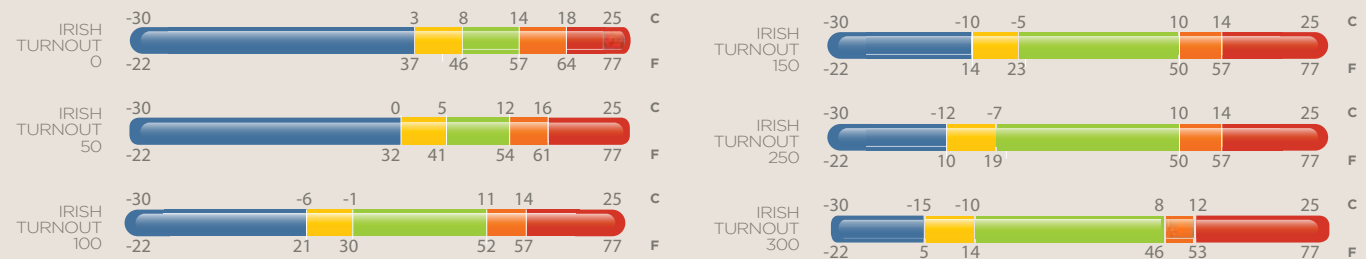 -30 3 8 14 18 25 C
IRISH
TURNOUT
0
-22 37 46 57 64 77 F
-30 0 5 12 16 25 C
IRISH
TURNOUT
50
-22 32 41 54 61 77 F
-30 -6 -1 11 14 25 C
IRISH
TURNOUT
100
-22 21 30 52 57 77 F
-30 -10 -5 10 14 25 C
IRISH
TURNOUT
150
-22 14 23 50 57 77 F
-30 -12 -7 10 14 25 C
IRISH
TURNOUT
250
-22 10 19 50 57 77 F
-30 -15 -10 8 12 25 C
IRISH
TURNOUT
300
-22 5 14 46 53 77 F